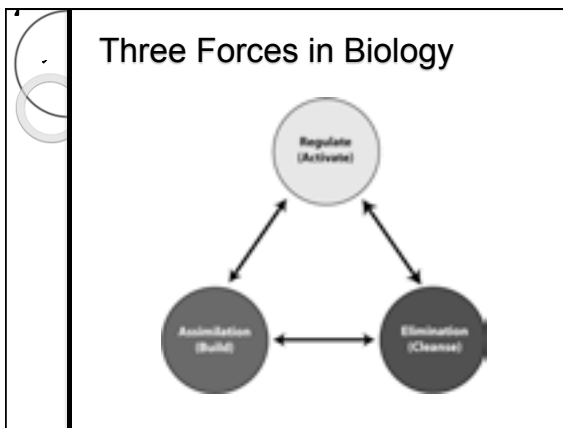 Three Forces in Biology
Regulate
(Activate)
Assimilation
(Build)
Elimination
(Cleanse)